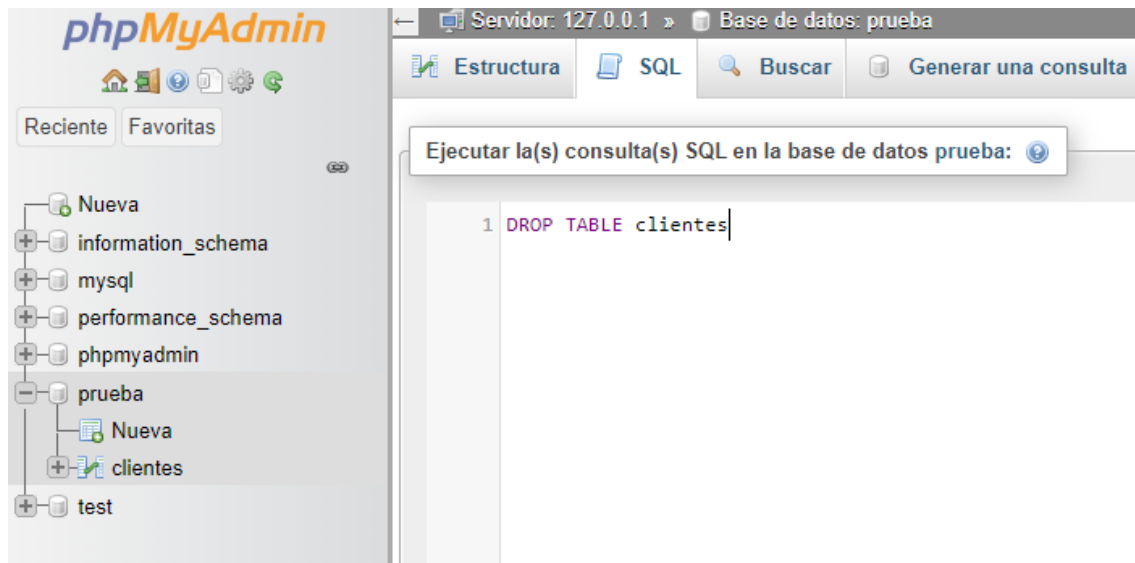 phpMyAdmin
Reciente Favoritas
Nueva
information_schema
mysql
performance_schema
phpmyadmin
prueba
Nueva
clientes
test
Servidor: 127.0.0.1 » Base de datos: prueba
Estructura SQL Buscar Generar una consulta
Ejecutar la(s) consulta(s) SQL en la base de datos prueba:
1 DROP TABLE clientes